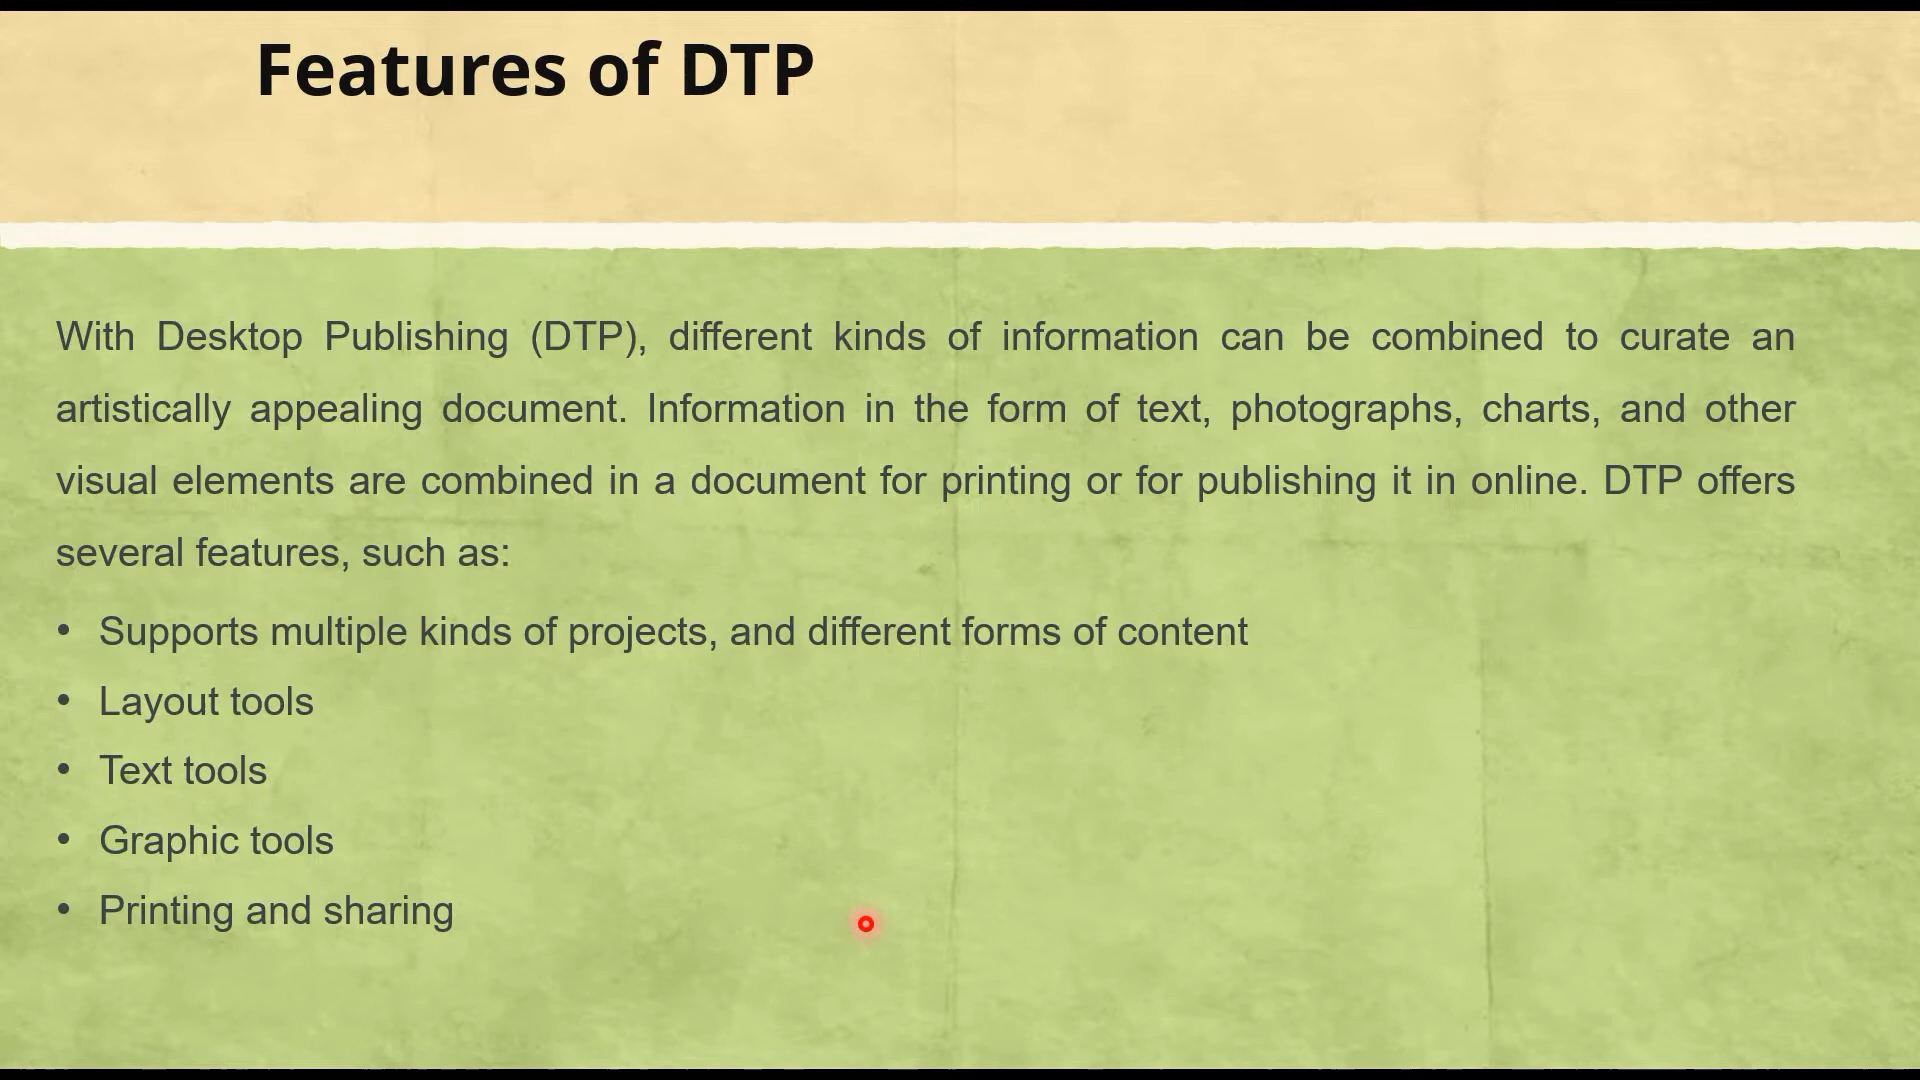 Features of DTP
With Desktop Publishing (DTP), different kinds of information can be combined to curate an
artistically appealing document. Information in the form of text, photographs, charts, and other
visual elements are combined in a document for printing or for publishing it in online. DTP offers
several features, such as:
• Supports multiple kinds of projects, and different forms of content
• Layout tools
• Text tools
• Graphic tools
• Printing and sharing